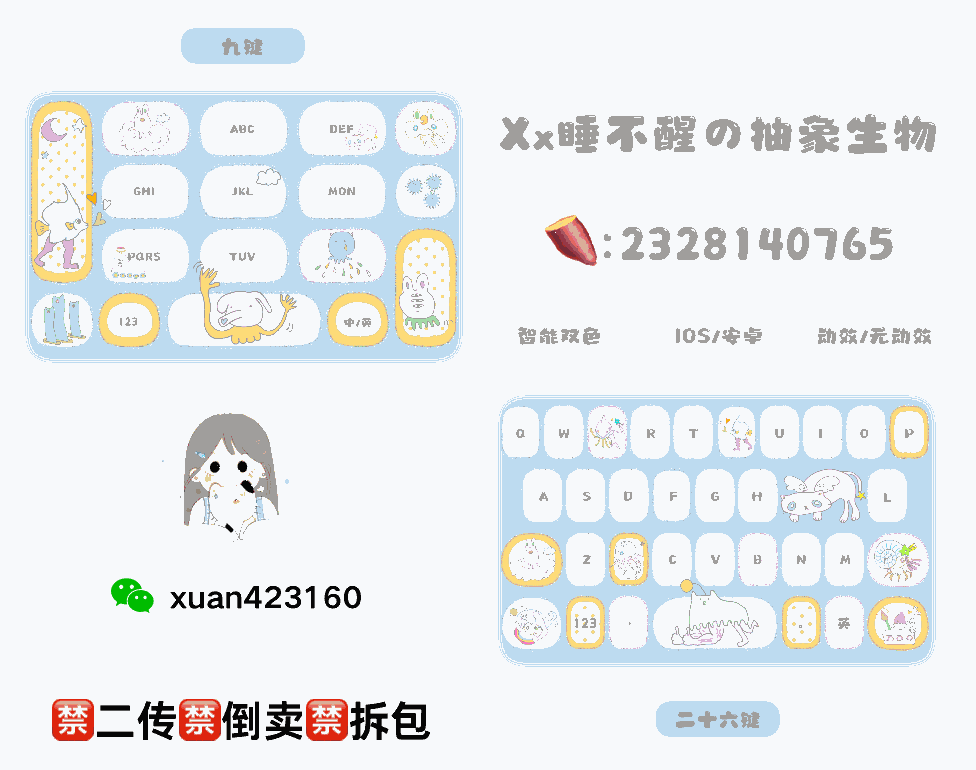 九键
Xx睡不醒の抽象生物
ABC
DEF
GHI
JKL
MON
:2328140765
PQRS
TUV
123
中/英
智能双色
IOS/安卓
动效/无动效
Q W R T U I O P
A S D F G H L
Z C V B N M
xuan423160
123
,
。
英
禁二传禁倒卖禁拆包
二十六键